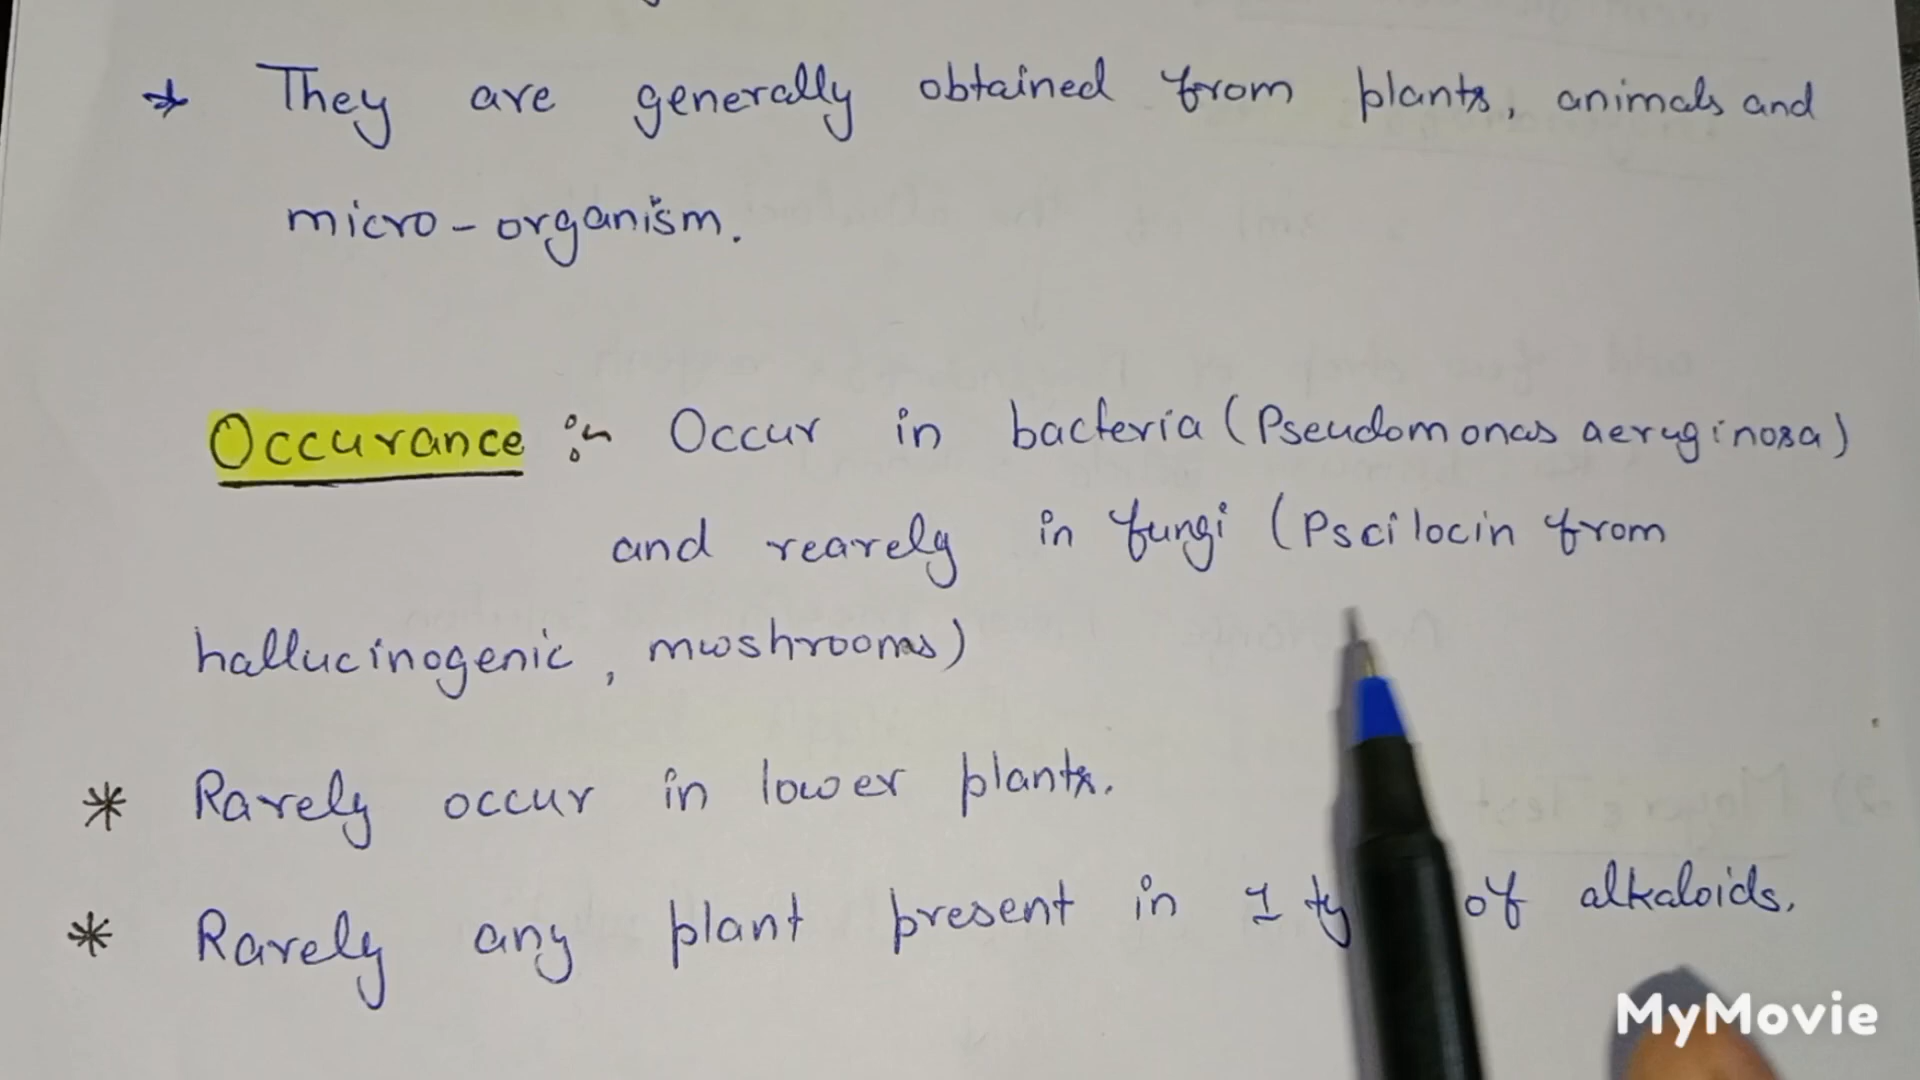 They are generally obtained from plants, animals and
micro-organism.
Occurance :- Occur in bacteria (Pseudomonas aeruginosa)
and rearely in fungi (Pscilocin from
hallucinogenic, mushrooms)
* Rarely occur in lower plants.
* Rarely any plant present in 1 ty of alkaloids.
MyMovie